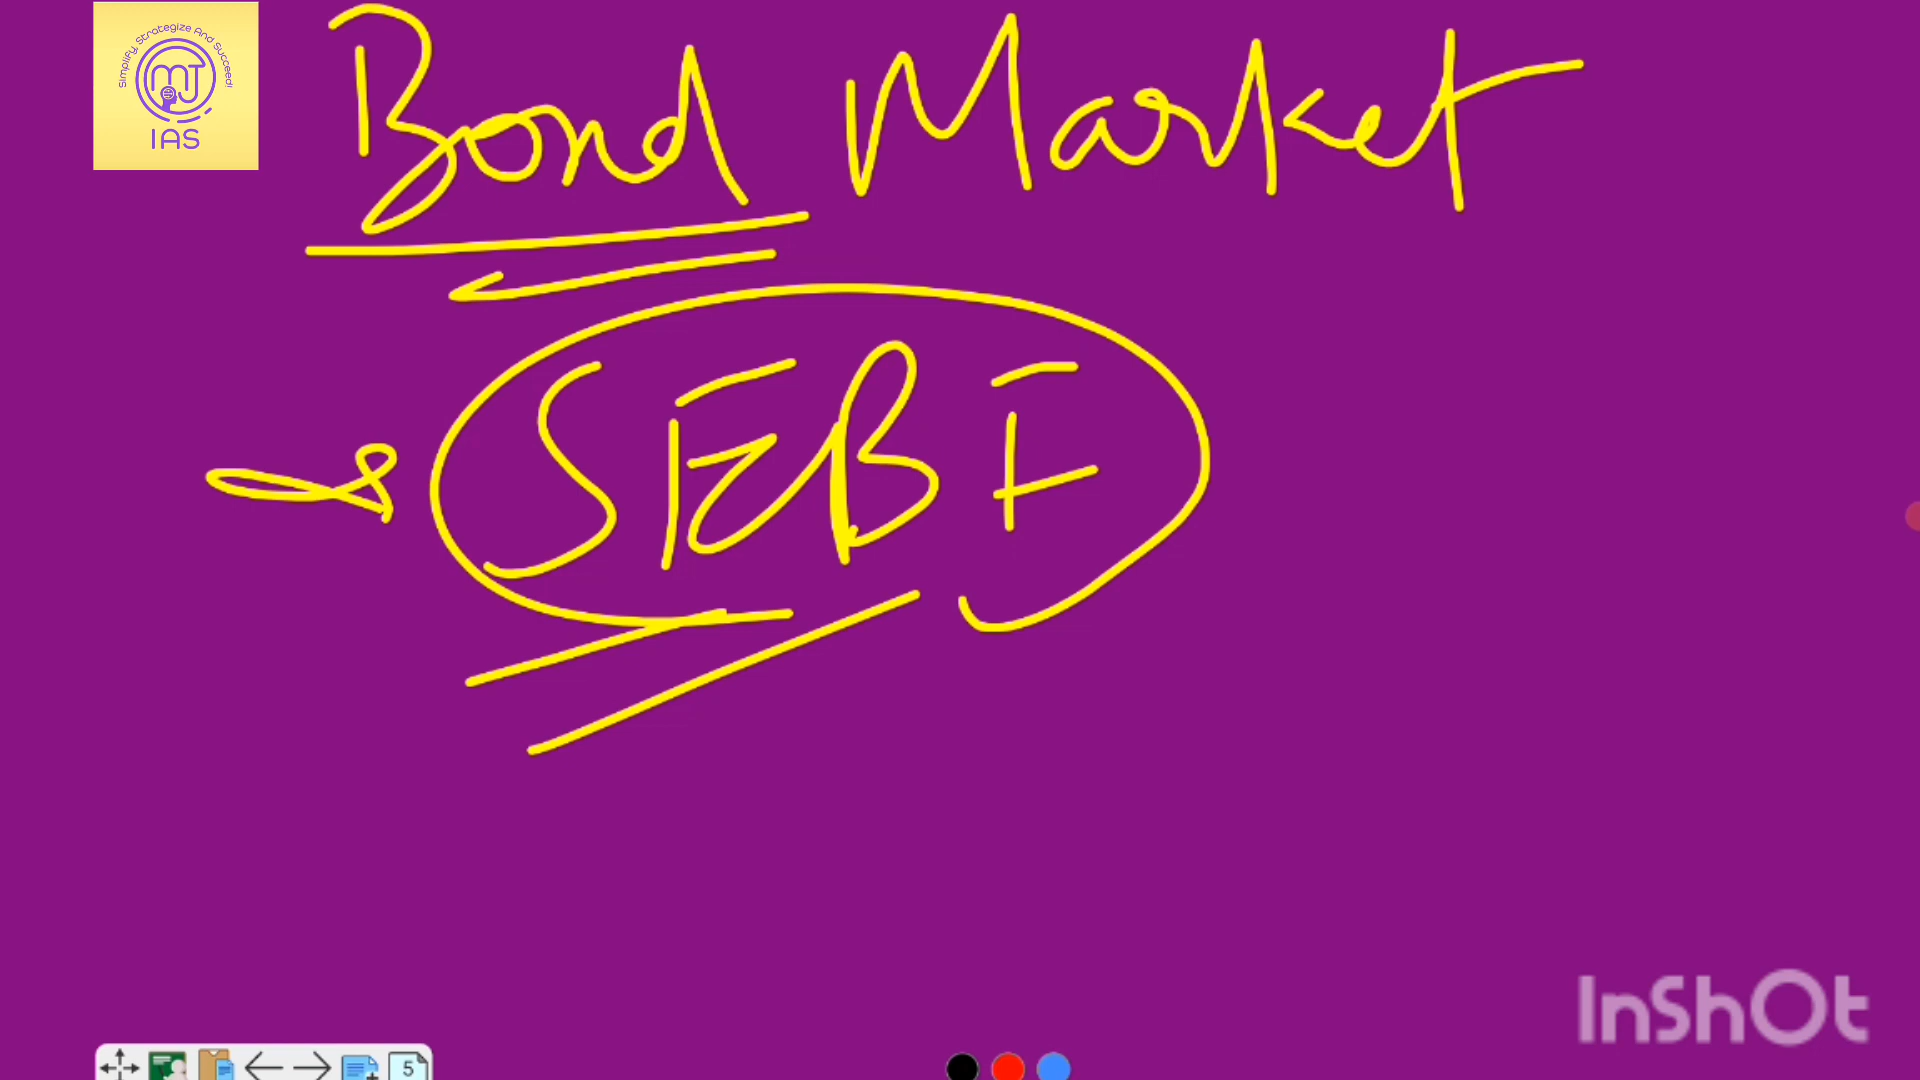 Simplify, Strategize And Succeed!
MJ
IAS
Bond Market
SEBI
InShOt
5